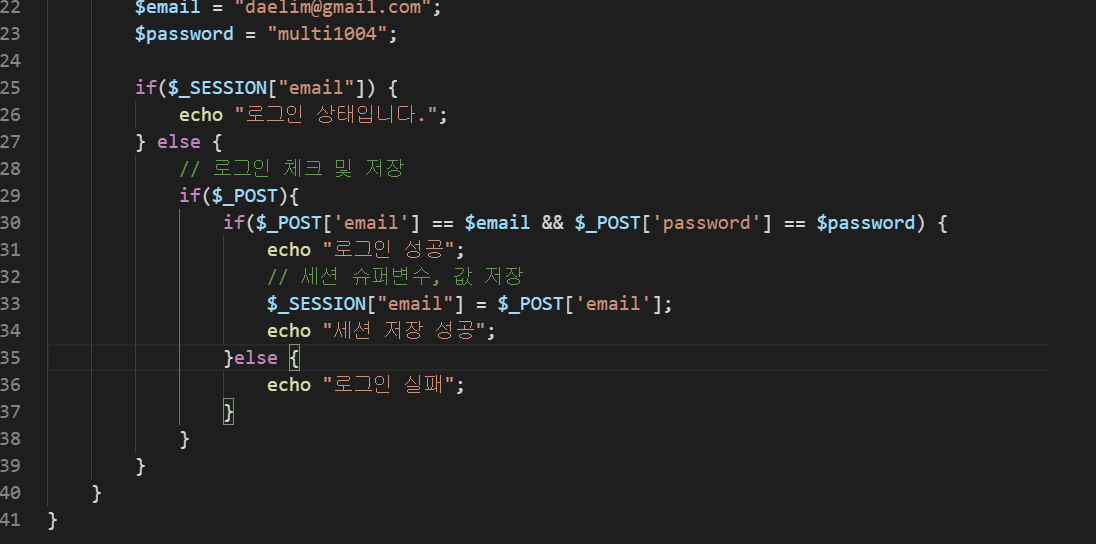 22 $email = "daelim@gmail.com";
23 $password = "multi1004";
24
25 if($_SESSION["email"]) {
26 echo "로그인 상태입니다.";
27 } else {
28 // 로그인 체크 및 저장
29 if($_POST){
30 if($_POST['email'] == $email && $_POST['password'] == $password) {
31 echo "로그인 성공";
32 // 세션 슈퍼변수, 값 저장
33 $_SESSION["email"] = $_POST['email'];
34 echo "세션 저장 성공";
35 }else {
36 echo "로그인 실패";
37 }
38 }
39 }
40 }
41 }